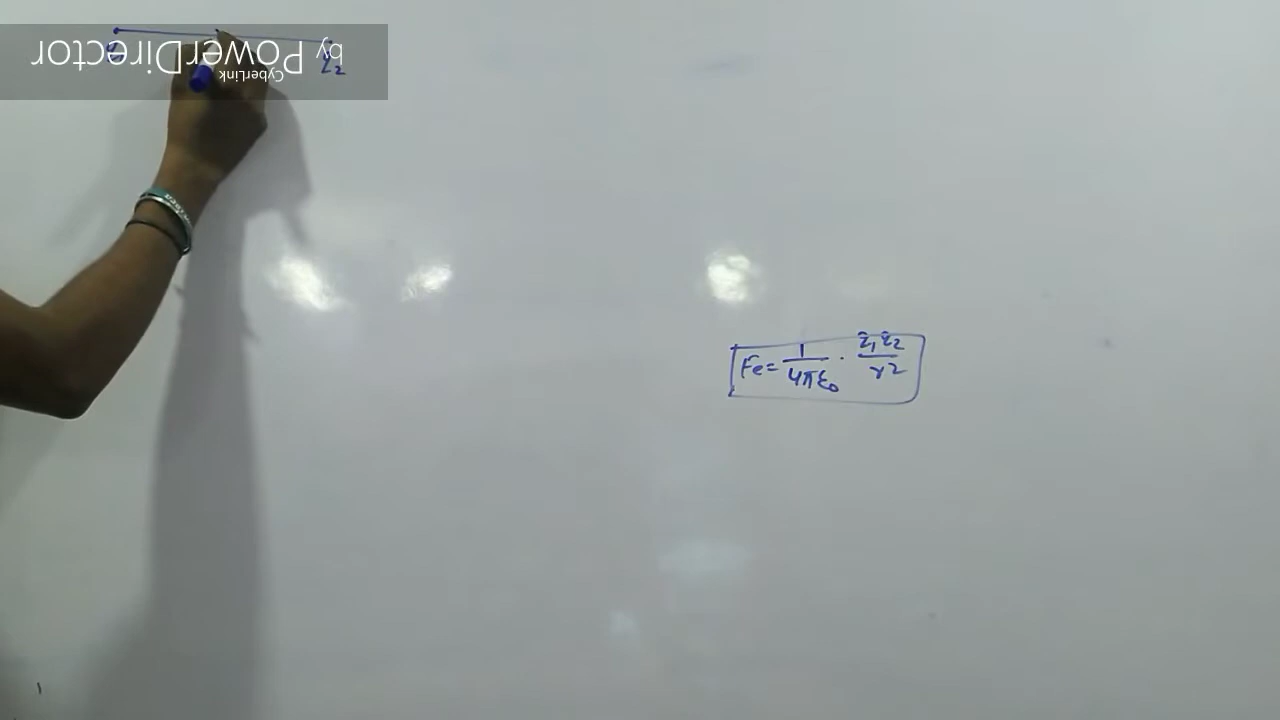 by PowerDirector
CyberLink
q₂
Fe = 1/4πε₀ · q₁q₂/r²